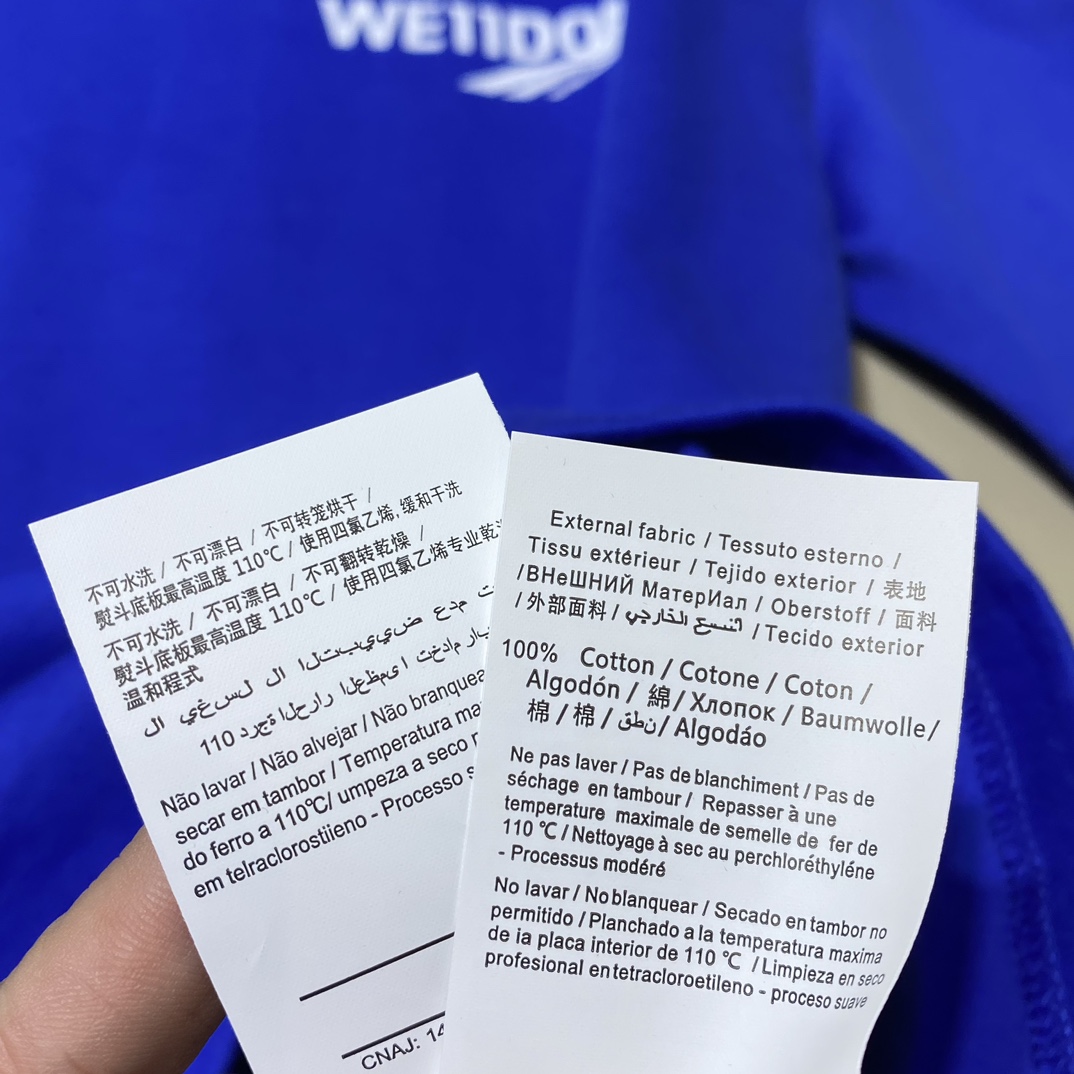 WE11DO
不可水洗 / 不可漂白 / 不可转笼烘干 /
熨斗底板最高温度 110℃ / 使用四氯乙烯, 缓和干洗
不可水洗 / 不可漂白 / 不可翻转乾燥 /
熨斗底板最高温度 110℃ / 使用四氯乙烯专业乾
温和程式
110
Não lavar / Não alvejar / Não branquea
secar em tambor / Temperatura ma
do ferro a 110℃/ umpeza a seco
em telraclorostiieno - Processo s
CNAJ: 14
External fabric / Tessuto esterno /
Tissu extérieur / Tejido exterior / 表地
/ВНеШНИЙ МатерИал / Oberstoff / 面料
/外部面料/ /Tecido exterior
100% Cotton / Cotone / Coton /
Algodón / 綿/ Хлопок / Baumwolle/
棉/棉/ قطن/ Algodáo
Ne pas laver / Pas de blanchiment / Pas de
séchage en tambour / Repasser à une
temperature maximale de semelle de fer de
110 ℃ / Nettoyage à sec au perchloréthyléne
- Processus modéré
No lavar / No blanquear / Secado en tambor no
permitido / Planchado a la temperatura maxima
de ia placa interior de 110 ℃ / Limpieza en seco
profesional en tetracloroetileno - proceso suave